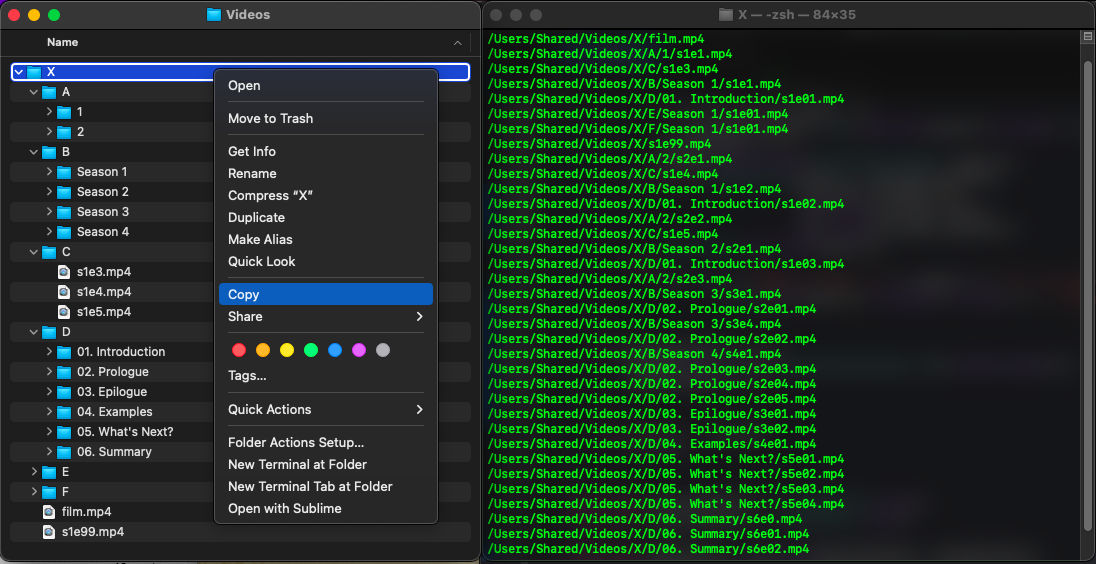 Videos
Name
X
A
1
2
B
Season 1
Season 2
Season 3
Season 4
C
s1e3.mp4
s1e4.mp4
s1e5.mp4
D
01. Introduction
02. Prologue
03. Epilogue
04. Examples
05. What's Next?
06. Summary
E
F
film.mp4
s1e99.mp4
Open
Move to Trash
Get Info
Rename
Compress “X”
Duplicate
Make Alias
Quick Look
Copy
Share
Tags...
Quick Actions
Folder Actions Setup...
New Terminal at Folder
New Terminal Tab at Folder
Open with Sublime
X — -zsh — 84×35
/Users/Shared/Videos/X/film.mp4
/Users/Shared/Videos/X/A/1/s1e1.mp4
/Users/Shared/Videos/X/C/s1e3.mp4
/Users/Shared/Videos/X/B/Season 1/s1e1.mp4
/Users/Shared/Videos/X/D/01. Introduction/s1e01.mp4
/Users/Shared/Videos/X/E/Season 1/s1e01.mp4
/Users/Shared/Videos/X/F/Season 1/s1e01.mp4
/Users/Shared/Videos/X/s1e99.mp4
/Users/Shared/Videos/X/A/2/s2e1.mp4
/Users/Shared/Videos/X/C/s1e4.mp4
/Users/Shared/Videos/X/B/Season 1/s1e2.mp4
/Users/Shared/Videos/X/D/01. Introduction/s1e02.mp4
/Users/Shared/Videos/X/A/2/s2e2.mp4
/Users/Shared/Videos/X/C/s1e5.mp4
/Users/Shared/Videos/X/B/Season 2/s2e1.mp4
/Users/Shared/Videos/X/D/01. Introduction/s1e03.mp4
/Users/Shared/Videos/X/A/2/s2e3.mp4
/Users/Shared/Videos/X/B/Season 3/s3e1.mp4
/Users/Shared/Videos/X/D/02. Prologue/s2e01.mp4
/Users/Shared/Videos/X/B/Season 3/s3e4.mp4
/Users/Shared/Videos/X/D/02. Prologue/s2e02.mp4
/Users/Shared/Videos/X/B/Season 4/s4e1.mp4
/Users/Shared/Videos/X/D/02. Prologue/s2e03.mp4
/Users/Shared/Videos/X/D/02. Prologue/s2e04.mp4
/Users/Shared/Videos/X/D/02. Prologue/s2e05.mp4
/Users/Shared/Videos/X/D/03. Epilogue/s3e01.mp4
/Users/Shared/Videos/X/D/03. Epilogue/s3e02.mp4
/Users/Shared/Videos/X/D/04. Examples/s4e01.mp4
/Users/Shared/Videos/X/D/05. What's Next?/s5e01.mp4
/Users/Shared/Videos/X/D/05. What's Next?/s5e02.mp4
/Users/Shared/Videos/X/D/05. What's Next?/s5e03.mp4
/Users/Shared/Videos/X/D/05. What's Next?/s5e04.mp4
/Users/Shared/Videos/X/D/06. Summary/s6e0.mp4
/Users/Shared/Videos/X/D/06. Summary/s6e01.mp4
/Users/Shared/Videos/X/D/06. Summary/s6e02.mp4